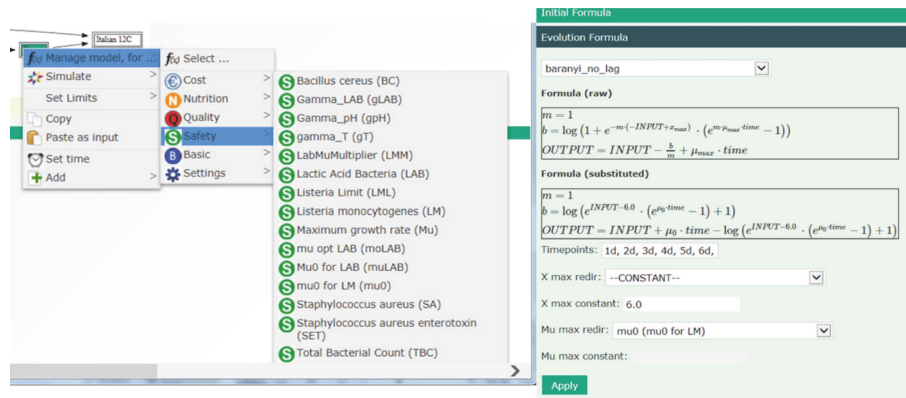 Italian 12C
f(x) Manage model, for ...
Simulate >
Set Limits >
Copy
Paste as input
Set time
Add >
f(x) Select ...
Cost >
N Nutrition >
Q Quality >
S Safety >
B Basic >
Settings >
S Bacillus cereus (BC)
S Gamma_LAB (gLAB)
S Gamma_pH (gpH)
S gamma_T (gT)
S LabMuMultiplier (LMM)
S Lactic Acid Bacteria (LAB)
S Listeria Limit (LML)
S Listeria monocytogenes (LM)
S Maximum growth rate (Mu)
S mu opt LAB (moLAB)
S Mu0 for LAB (muLAB)
S mu0 for LM (mu0)
S Staphylococcus aureus (SA)
S Staphylococcus aureus enterotoxin
(SET)
S Total Bacterial Count (TBC)
Initial Formula
Evolution Formula
baranyi_no_lag
Formula (raw)
m = 1
b = log (1 + e^{-m·(-INPUT+x_{max})} · (e^{m·μ_{max}·time} − 1))
OUTPUT = INPUT − b/m + μ_{max} · time
Formula (substituted)
m = 1
b = log (e^{INPUT−6.0} · (e^{μ_0·time} − 1) + 1)
OUTPUT = INPUT + μ_0 · time − log (e^{INPUT−6.0} · (e^{μ_0·time} − 1) + 1)
Timepoints: 1d, 2d, 3d, 4d, 5d, 6d,
X max redir: --CONSTANT--
X max constant: 6.0
Mu max redir: mu0 (mu0 for LM)
Mu max constant:
Apply